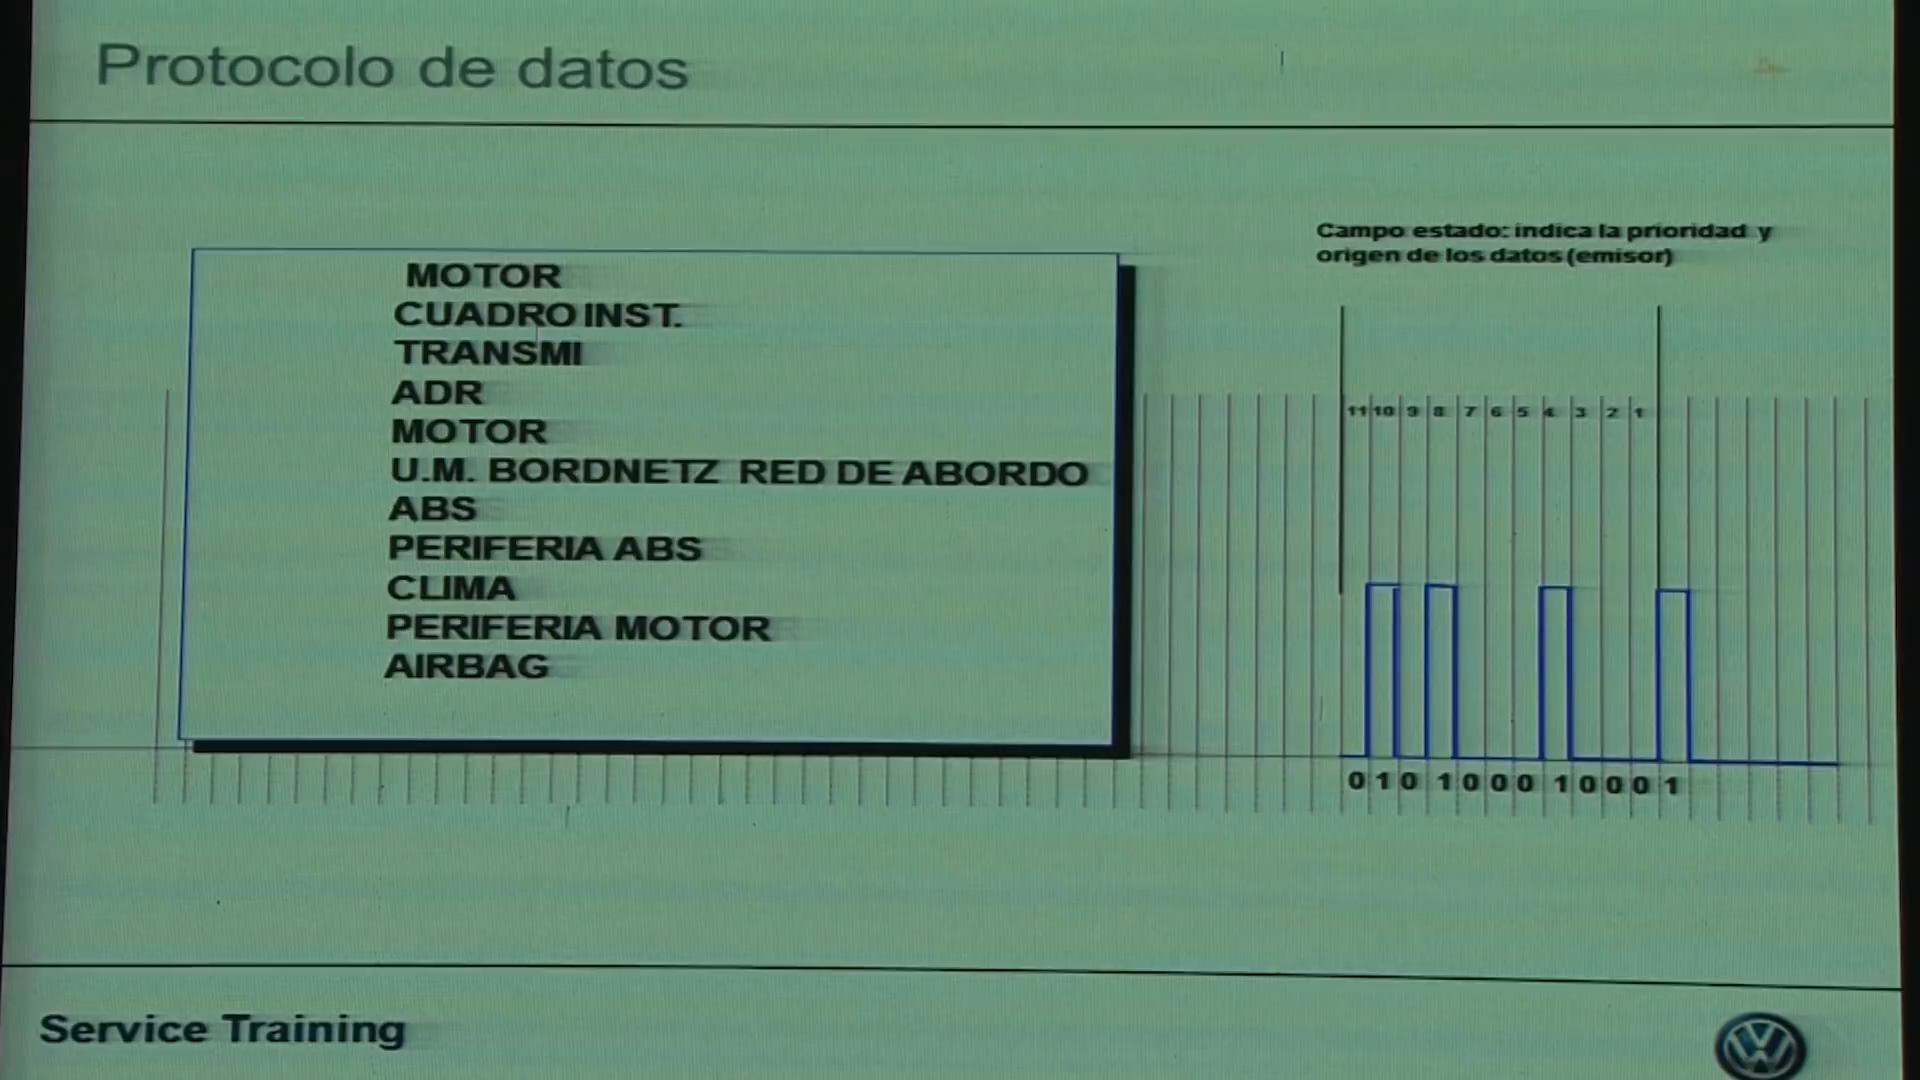 Protocolo de datos
Campo estado: indica la prioridad y
origen de los datos (emisor)
MOTOR
CUADRO INST.
TRANSMI
ADR
MOTOR
U.M. BORDNETZ RED DE ABORDO
ABS
PERIFERIA ABS
CLIMA
PERIFERIA MOTOR
AIRBAG
11 10 9 8 7 6 5 4 3 2 1
0 1 0 1 0 0 0 1 0 0 0 1
Service Training